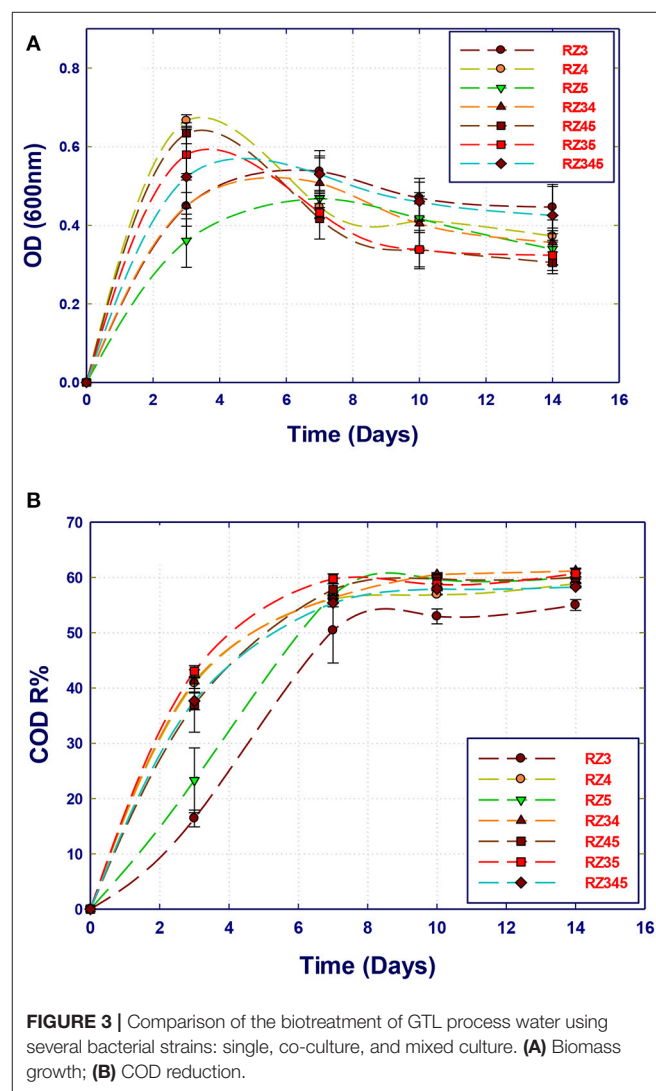 A
0.8
0.6
0.4
0.2
0.0
OD (600nm)
RZ3
RZ4
RZ5
RZ34
RZ45
RZ35
RZ345
0 2 4 6 8 10 12 14 16
Time (Days)
B
70
60
50
40
30
20
10
0
COD R%
RZ3
RZ4
RZ5
RZ34
RZ45
RZ35
RZ345
0 2 4 6 8 10 12 14 16
Time (Days)
FIGURE 3 | Comparison of the biotreatment of GTL process water using
several bacterial strains: single, co-culture, and mixed culture. (A) Biomass
growth; (B) COD reduction.